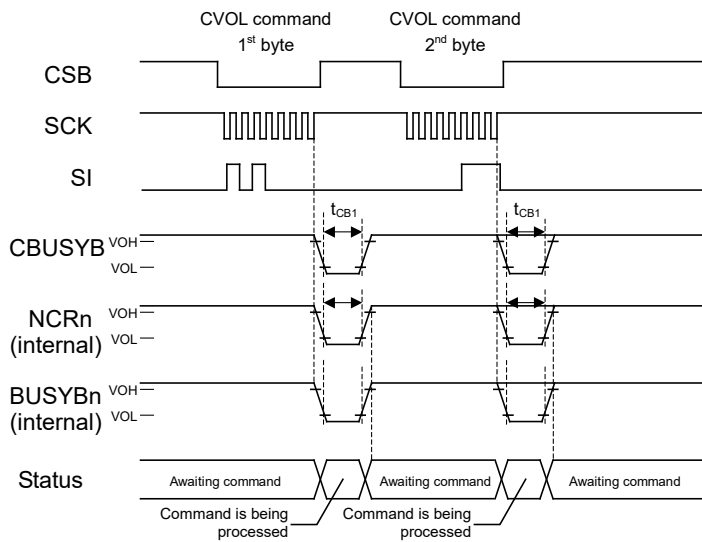 CVOL command
1st byte
CVOL command
2nd byte
CSB
SCK
SI
tCB1
tCB1
CBUSYB
VOH
VOL
NCRn
(internal)
VOH
VOL
BUSYBn
(internal)
VOH
VOL
Status
Awaiting command
Awaiting command
Awaiting command
Command is being
processed
Command is being
processed